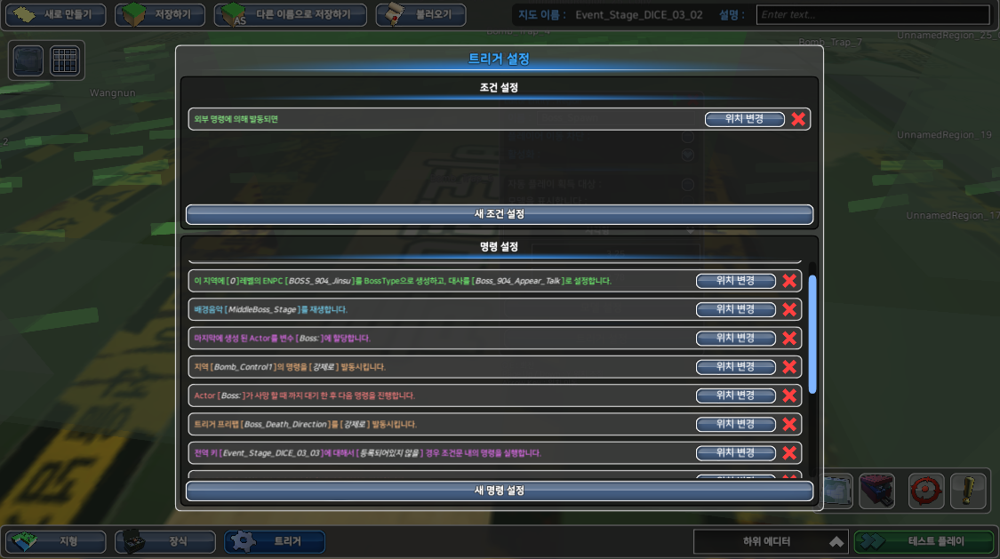 새로 만들기 저장하기 AS 다른 이름으로 저장하기 불러오기 지도 이름 : Event_Stage_DICE_03_02 설명 : Enter text...
Bomb_Trap_4
Bomb_Trap_7 UnnamedRegion_25
트리거 설정
조건 설정
Wangnun
외부 명령에 의해 발동되면 위치 변경
2
UnnamedRegion_19
새 조건 설정
UnnamedRegion_17
명령 설정
이 지역에 [0]레벨의 ENPC [BOSS_904_Jinsu]를 BossType으로 생성하고, 대사를 [Boss_904_Appear_Talk]로 설정합니다. 위치 변경
배경음악 [MiddleBoss_Stage]를 재생합니다. 위치 변경
마지막에 생성 된 Actor를 변수 [Boss:]에 할당합니다. 위치 변경
지역 [Bomb_Control1]의 명령을 [강제로] 발동시킵니다. 위치 변경
Actor [Boss:]가 사망 할 때 까지 대기 한 후 다음 명령을 진행합니다. 위치 변경
트리거 프리팹 [Boss_Death_Direction]를 [강제로] 발동시킵니다. 위치 변경
전역 키 [Event_Stage_DICE_03_03]에 대해서 [등록되어있지 않을] 경우 조건문 내의 명령을 실행합니다. 위치 변경
새 명령 설정
지형 장식 트리거 하위 에디터 테스트 플레이